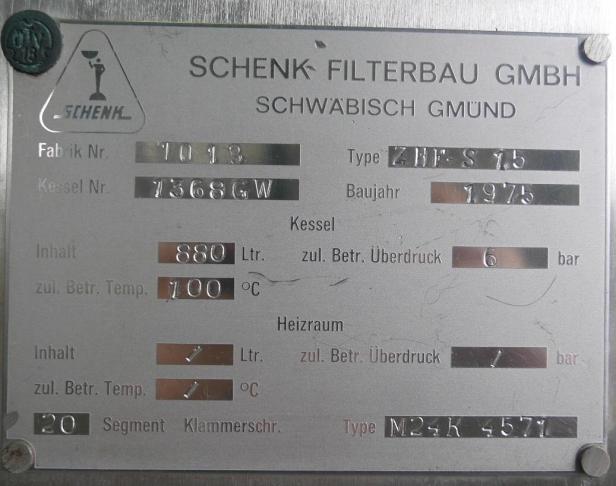 SCHENK
SCHENK FILTERBAU GMBH
SCHWÄBISCH GMÜND
Fabrik Nr. 1013 Type ZHF-S 15
Kessel Nr. 1368GW Baujahr 1975
Kessel
Inhalt 880 Ltr. zul. Betr. Überdruck 6 bar
zul. Betr. Temp. 100 °C
Heizraum
Inhalt / Ltr. zul. Betr. Überdruck / bar
zul. Betr. Temp. / °C
20 Segment Klammerschr. Type M24K 4571